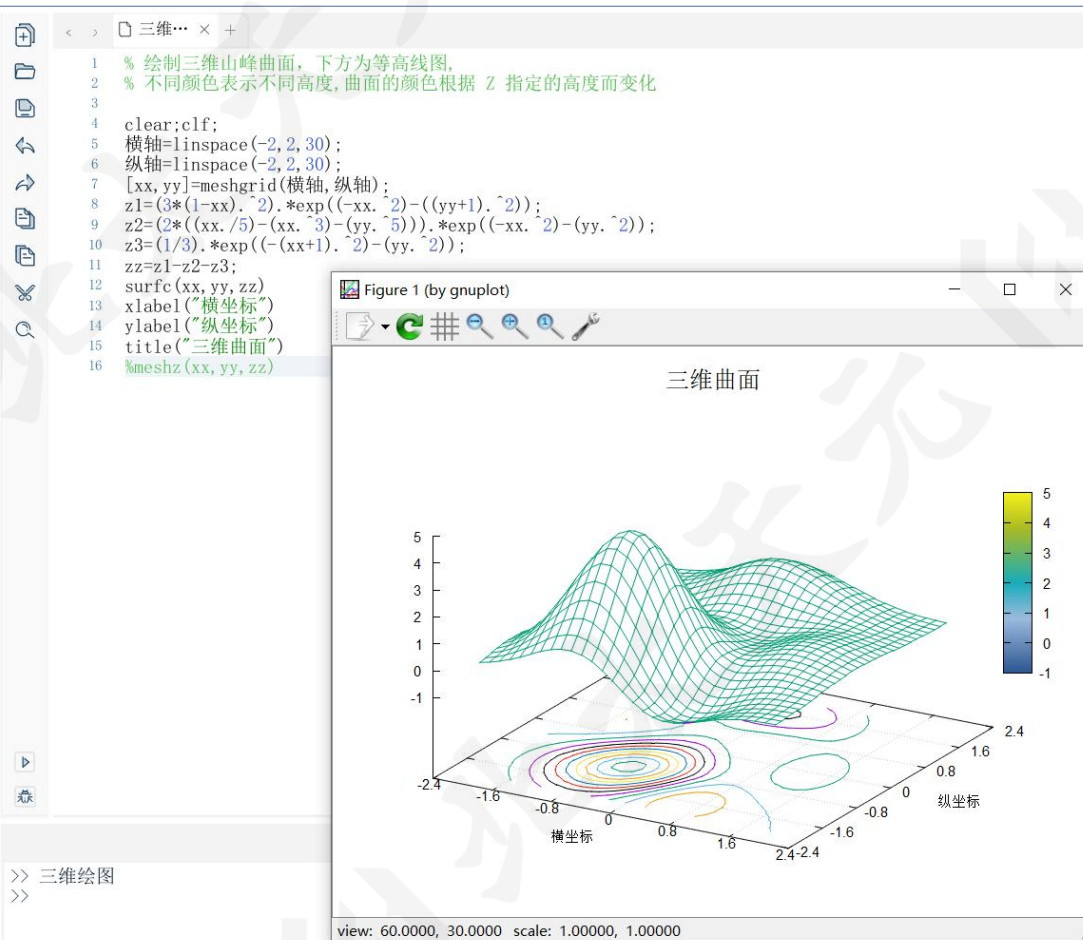 三维… × +
1 % 绘制三维山峰曲面，下方为等高线图,
2 % 不同颜色表示不同高度,曲面的颜色根据 Z 指定的高度而变化
3
4 clear;clf;
5 横轴=linspace(-2,2,30);
6 纵轴=linspace(-2,2,30);
7 [xx,yy]=meshgrid(横轴,纵轴);
8 z1=(3*(1-xx).^2).*exp((-xx.^2)-((yy+1).^2));
9 z2=(2*((xx./5)-(xx.^3)-(yy.^5))).*exp((-xx.^2)-(yy.^2));
10 z3=(1/3).*exp((-(xx+1).^2)-(yy.^2));
11 zz=z1-z2-z3;
12 surfc(xx,yy,zz)
13 xlabel("横坐标")
14 ylabel("纵坐标")
15 title("三维曲面")
16 %meshz(xx,yy,zz)
Figure 1 (by gnuplot)
三维曲面
5
4
3
2
1
0
-1
5
4
3
2
1
0
-1
-2.4
-1.6
-0.8
0
0.8
1.6
2.4
横坐标
-2.4
-1.6
-0.8
0
0.8
1.6
2.4
纵坐标
>> 三维绘图
>>
view: 60.0000, 30.0000 scale: 1.00000, 1.00000